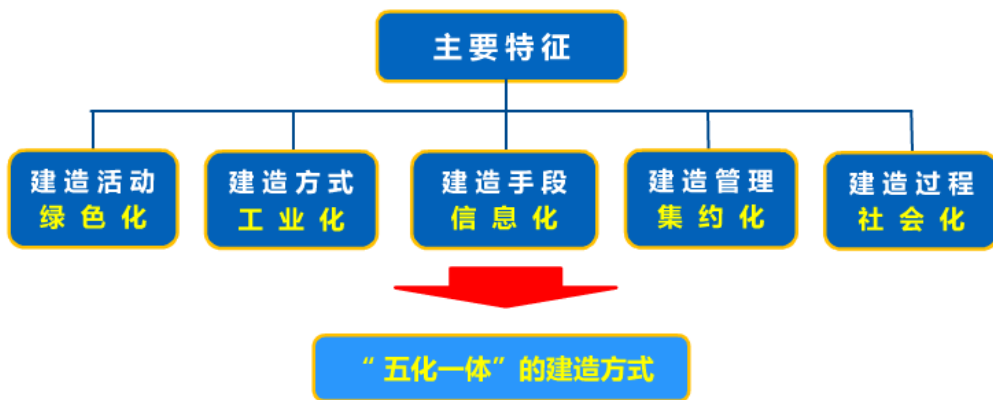 主要特征
建造活动
绿色化
建造方式
工业化
建造手段
信息化
建造管理
集约化
建造过程
社会化
“五化一体”的建造方式